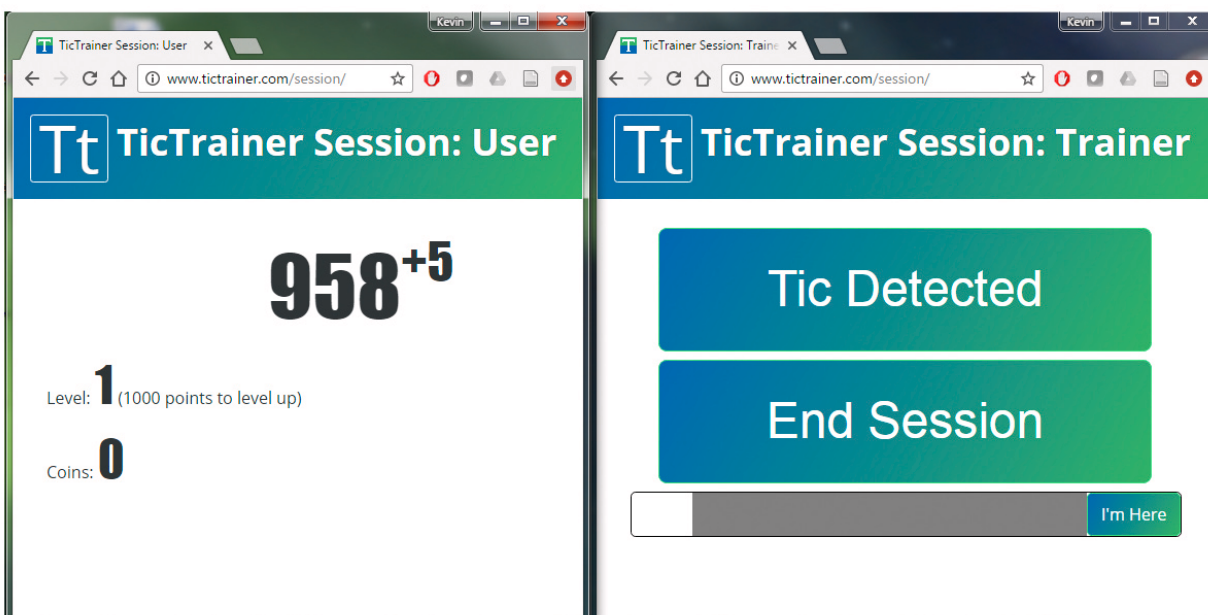 Kevin
TicTrainer Session: User
www.tictrainer.com/session/
Tt TicTrainer Session: User
958+5
Level: 1 (1000 points to level up)
Coins: 0
Kevin
TicTrainer Session: Traine
www.tictrainer.com/session/
Tt TicTrainer Session: Trainer
Tic Detected
End Session
I'm Here